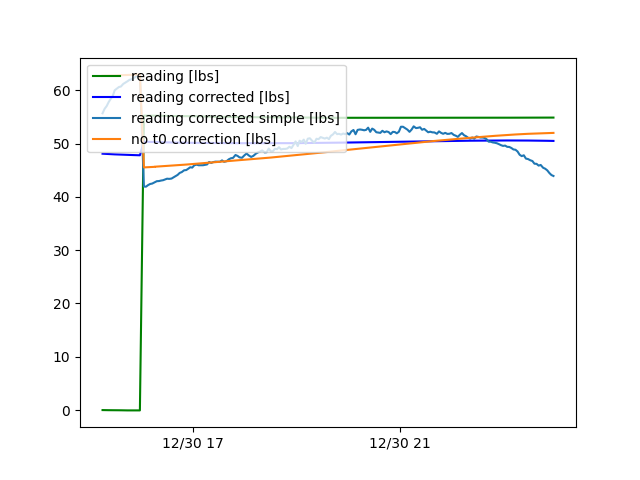 60
50
40
30
20
10
0
reading [lbs]
reading corrected [lbs]
reading corrected simple [lbs]
no t0 correction [lbs]
12/30 17
12/30 21